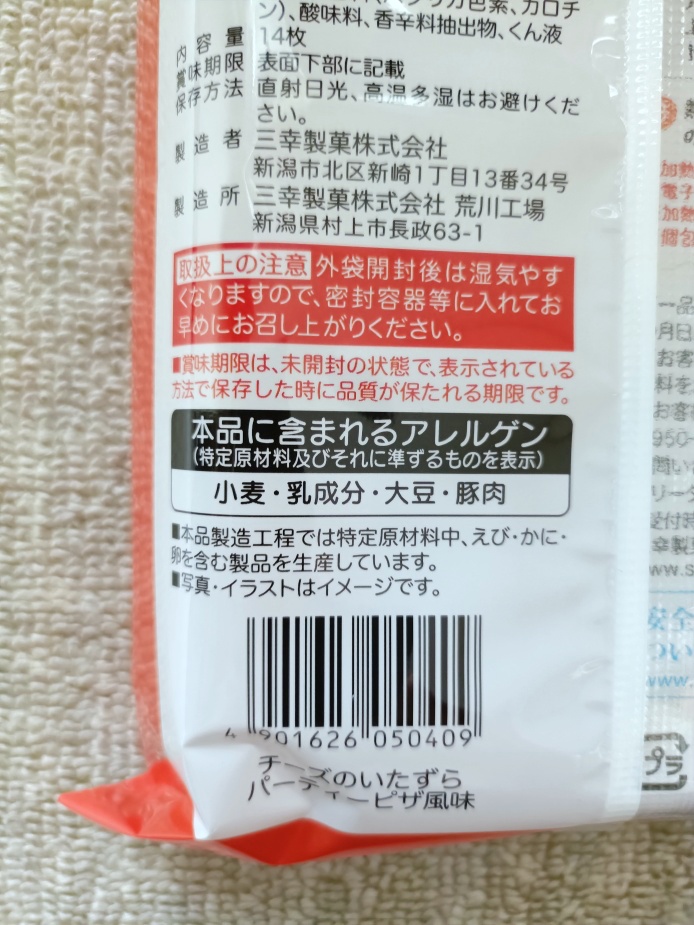 ン)、酸味料、香辛料抽出物、くん液
内容量 14枚
賞味期限 表面下部に記載
保存方法 直射日光、高温多湿はお避けください。
製造者 三幸製菓株式会社
新潟市北区新崎1丁目13番34号
製造所 三幸製菓株式会社 荒川工場
新潟県村上市長政63-1
取扱上の注意 外袋開封後は湿気やす
くなりますので、密封容器等に入れてお
早めにお召し上がりください。
■賞味期限は、未開封の状態で、表示されている
方法で保存した時に品質が保たれる期限です。
本品に含まれるアレルゲン
(特定原材料及びそれに準ずるものを表示)
小麦・乳成分・大豆・豚肉
■本品製造工程では特定原材料中、えび・かに・
卵を含む製品を生産しています。
■写真・イラストはイメージです。
4 901626 050409
チーズのいたずら
パーティーピザ風味
プラ